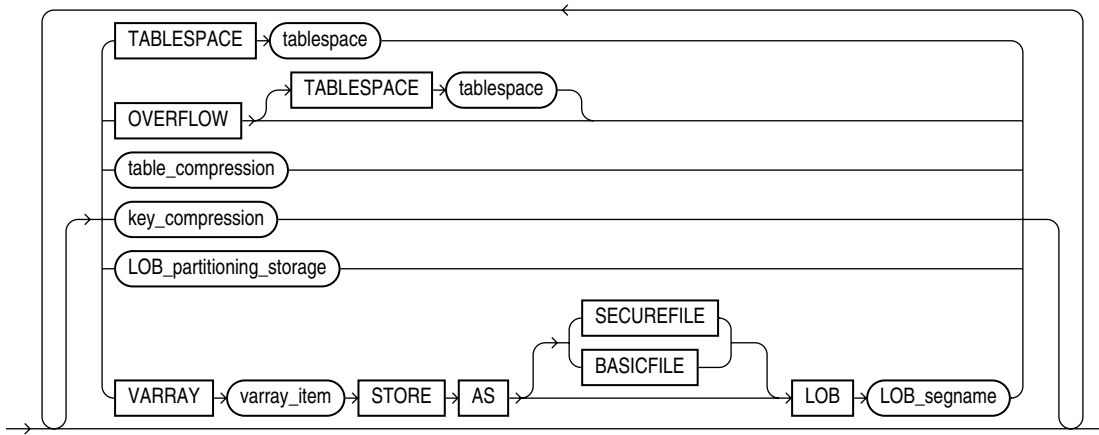 TABLESPACE tablespace
TABLESPACE tablespace
OVERFLOW
table_compression
key_compression
LOB_partitioning_storage
SECUREFILE
BASICFILE
VARRAY varray_item STORE AS LOB LOB_segname